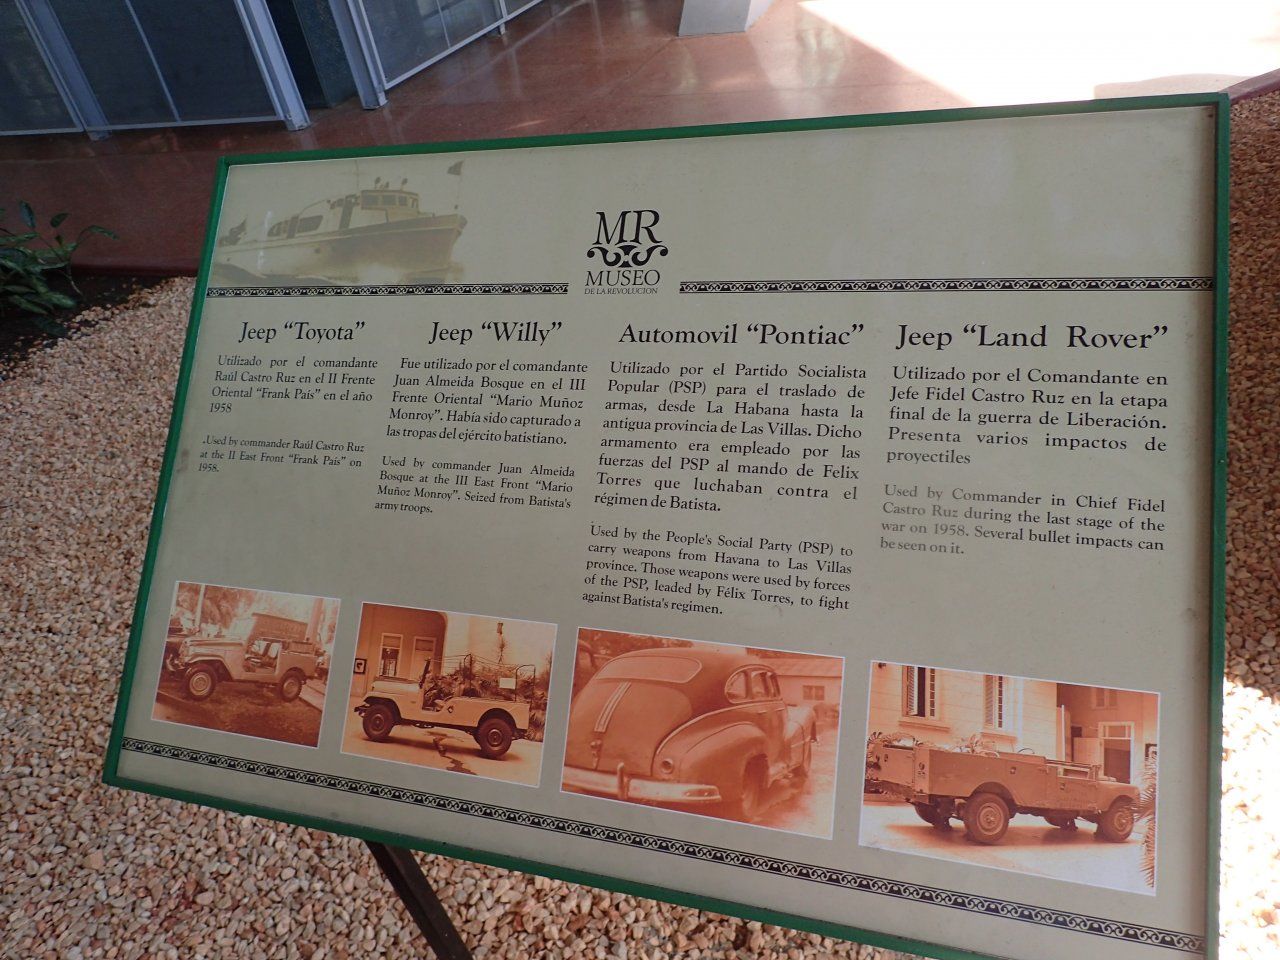 MR
MUSEO
DE LA REVOLUCION
Jeep “Toyota”
Utilizado por el comandante
Raúl Castro Ruz en el II Frente
Oriental “Frank País” en el año
1958
.Used by commander Raúl Castro Ruz
at the II East Front “Frank País” on
1958.
Jeep “Willy”
Fue utilizado por el comandante
Juan Almeida Bosque en el III
Frente Oriental “Mario Muñoz
Monroy”. Había sido capturado a
las tropas del ejército batistiano.
Used by commander Juan Almeida
Bosque at the III East Front “Mario
Muñoz Monroy”. Seized from Batista's
army troops.
Automovil “Pontiac”
Utilizado por el Partido Socialista
Popular (PSP) para el traslado de
armas, desde La Habana hasta la
antigua provincia de Las Villas. Dicho
armamento era empleado por las
fuerzas del PSP al mando de Felix
Torres que luchaban contra el
régimen de Batista.
Used by the People's Social Party (PSP) to
carry weapons from Havana to Las Villas
province. Those weapons were used by forces
of the PSP, leaded by Félix Torres, to fight
against Batista's regimen.
Jeep “Land Rover”
Utilizado por el Comandante en
Jefe Fidel Castro Ruz en la etapa
final de la guerra de Liberación.
Presenta varios impactos de
proyectiles
Used by Commander in Chief Fidel
Castro Ruz during the last stage of the
war on 1958. Several bullet impacts can
be seen on it.